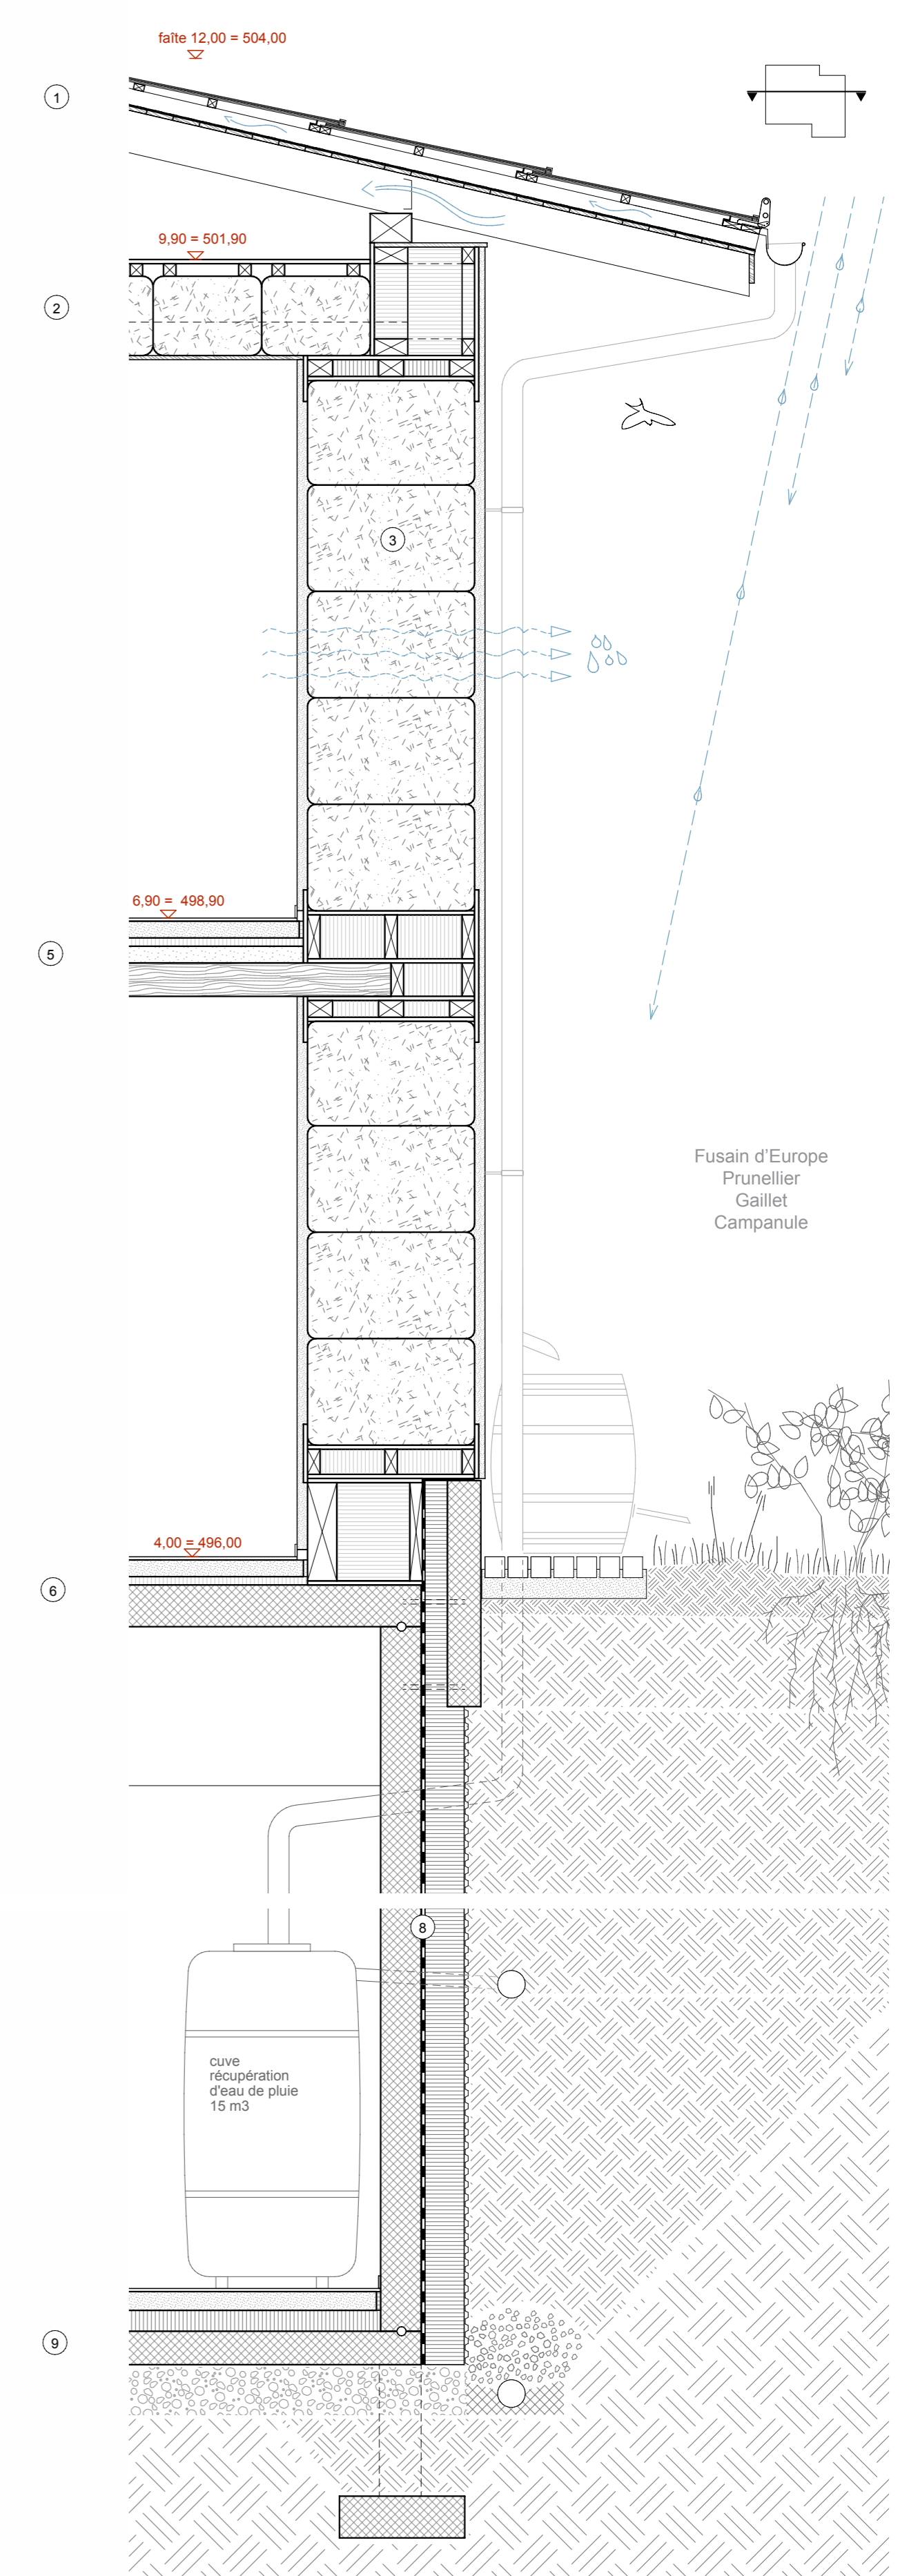 faîte 12,00 = 504,00
1
9,90 = 501,90
2
3
6,90 = 498,90
5
Fusain d'Europe
Prunellier
Gaillet
Campanule
4,00 = 496,00
6
8
cuve
récupération
d'eau de pluie
15 m3
9